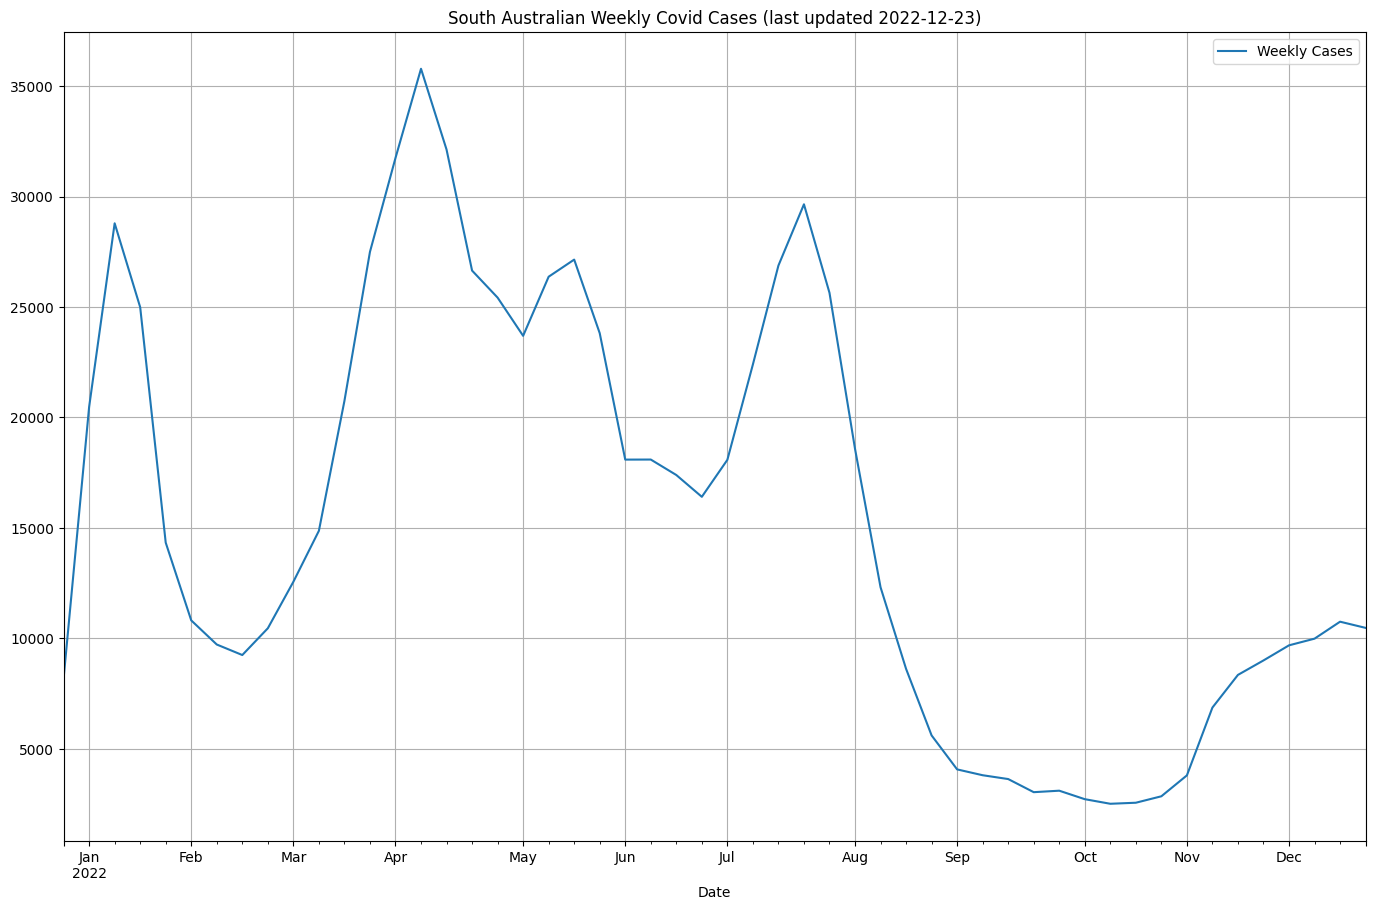 South Australian Weekly Covid Cases (last updated 2022-12-23)
Weekly Cases
35000
30000
25000
20000
15000
10000
5000
Jan Feb Mar Apr May Jun Jul Aug Sep Oct Nov Dec
2022
Date